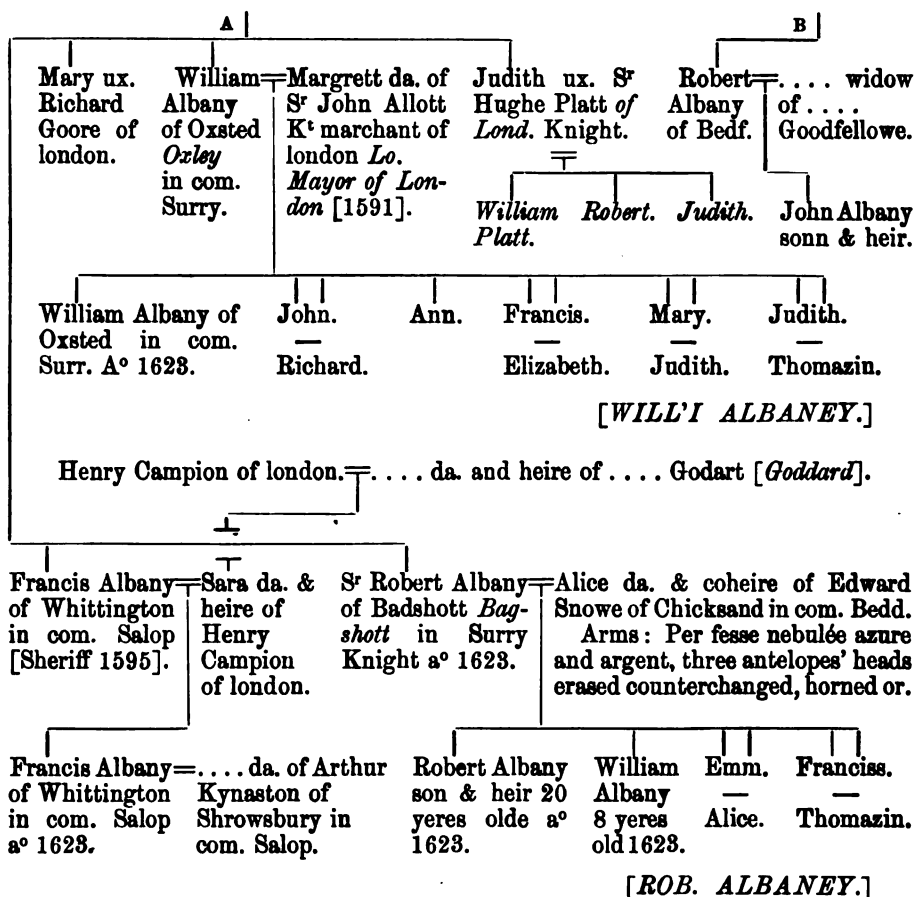 A B
Mary ux.
Richard
Goore of
london.
William=Margrett da. of
Albany
of Oxsted
Oxley
in com.
Surry.
Sr John Allott
Kt marchant of
london Lo.
Mayor of Lon-
don [1591].
Judith ux. Sr
Hughe Platt of
Lond. Knight.
William
Platt.
Robert.
Judith.
Robert=.... widow
Albany
of Bedf.
of ....
Goodfellowe.
John Albany
sonn & heir.
William Albany of
Oxsted in com.
Surr. Ao 1623.
John.
—
Richard.
Ann.
Francis.
—
Elizabeth.
Mary.
—
Judith.
Judith.
—
Thomazin.
[WILL'I ALBANEY.]
Henry Campion of london.=.... da. and heire of .... Godart [Goddard].
Francis Albany=Sara da. &
of Whittington
in com. Salop
[Sheriff 1595].
heire of
Henry
Campion
of london.
Sr Robert Albany=Alice da. & coheire of Edward
of Badshott Bag-
shott in Surry
Knight ao 1623.
Snowe of Chicksand in com. Bedd.
Arms: Per fesse nebulée azure
and argent, three antelopes' heads
erased counterchanged, horned or.
Francis Albany=.... da. of Arthur
of Whittington
in com. Salop
ao 1623.
Kynaston of
Shrowsbury in
com. Salop.
Robert Albany
son & heir 20
yeres olde ao
1623.
William
Albany
8 yeres
old 1623.
Emm.
—
Alice.
Franciss.
—
Thomazin.
[ROB. ALBANEY.]